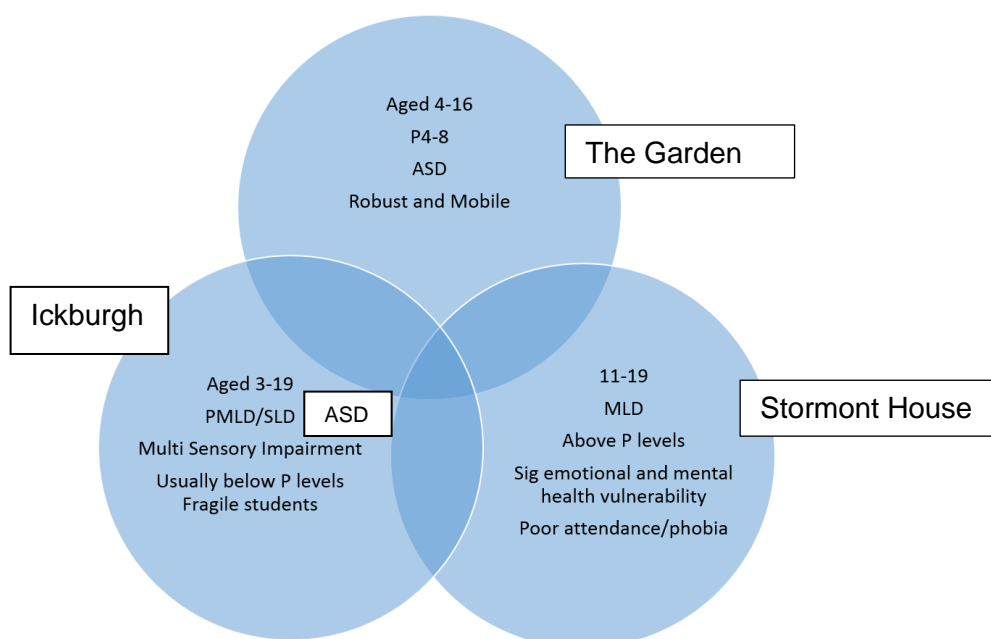 Aged 4-16
P4-8
ASD
Robust and Mobile
The Garden
Ickburgh
Aged 3-19
PMLD/SLD
ASD
Multi Sensory Impairment
Usually below P levels
Fragile students
11-19
MLD
Above P levels
Sig emotional and mental
health vulnerability
Poor attendance/phobia
Stormont House